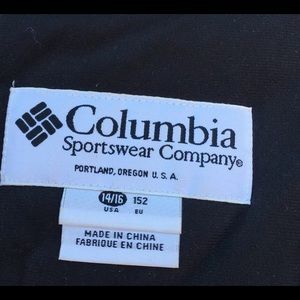 Columbia
Sportswear Company®
PORTLAND, OREGON U.S.A.
14/16 152
USA EU
MADE IN CHINA
FABRIQUE EN CHINE